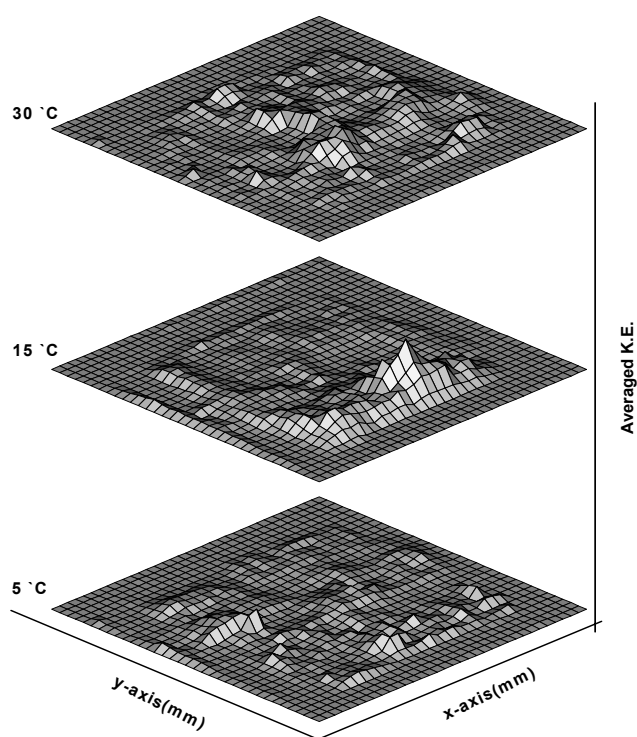 30 `C
15 `C
Averaged K.E.
5 `C
y-axis(mm)
x-axis(mm)